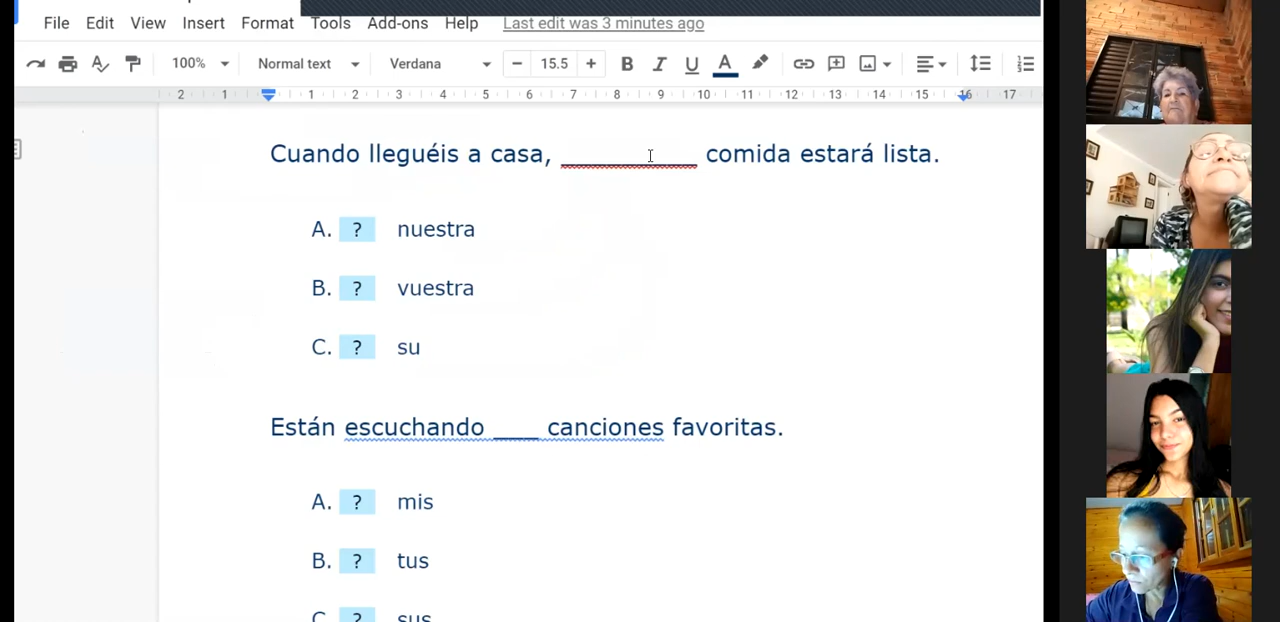 File Edit View Insert Format Tools Add-ons Help Last edit was 3 minutes ago
100% Normal text Verdana − 15.5 + B I U A
2 1 1 2 3 4 5 6 7 8 9 10 11 12 13 14 15 16 17
Cuando lleguéis a casa, __________ comida estará lista.
A. ? nuestra
B. ? vuestra
C. ? su
Están escuchando ____ canciones favoritas.
A. ? mis
B. ? tus
C. ? sus